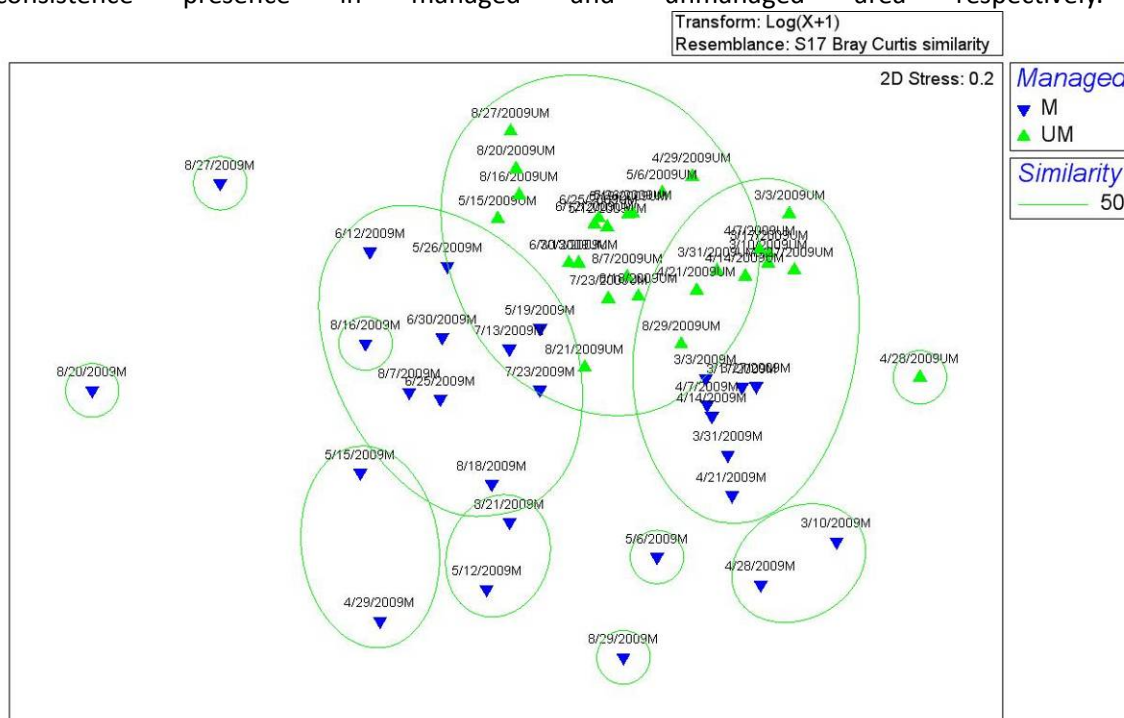 consistence presence in managed and unmanaged area respectively.
Transform: Log(X+1)
Resemblance: S17 Bray Curtis similarity
2D Stress: 0.2
Managed
M
UM
Similarity
50
8/27/2009UM
8/20/2009UM
4/29/2009UM
8/27/2009M
5/6/2009UM
8/16/2009UM
3/3/2009UM
5/15/2009UM
6/12/2009M
5/26/2009M
8/7/2009UM
3/31/2009UM
4/14/2009UM
4/21/2009UM
7/23/2009UM
5/19/2009M
8/16/2009M
6/30/2009M
7/13/2009M
8/29/2009UM
8/21/2009UM
3/3/2009M
4/28/2009UM
8/20/2009M
8/7/2009M
6/25/2009M
7/23/2009M
4/7/2009M
4/14/2009M
3/31/2009M
5/15/2009M
8/18/2009M
4/21/2009M
8/21/2009M
3/10/2009M
5/6/2009M
4/28/2009M
5/12/2009M
4/29/2009M
8/29/2009M